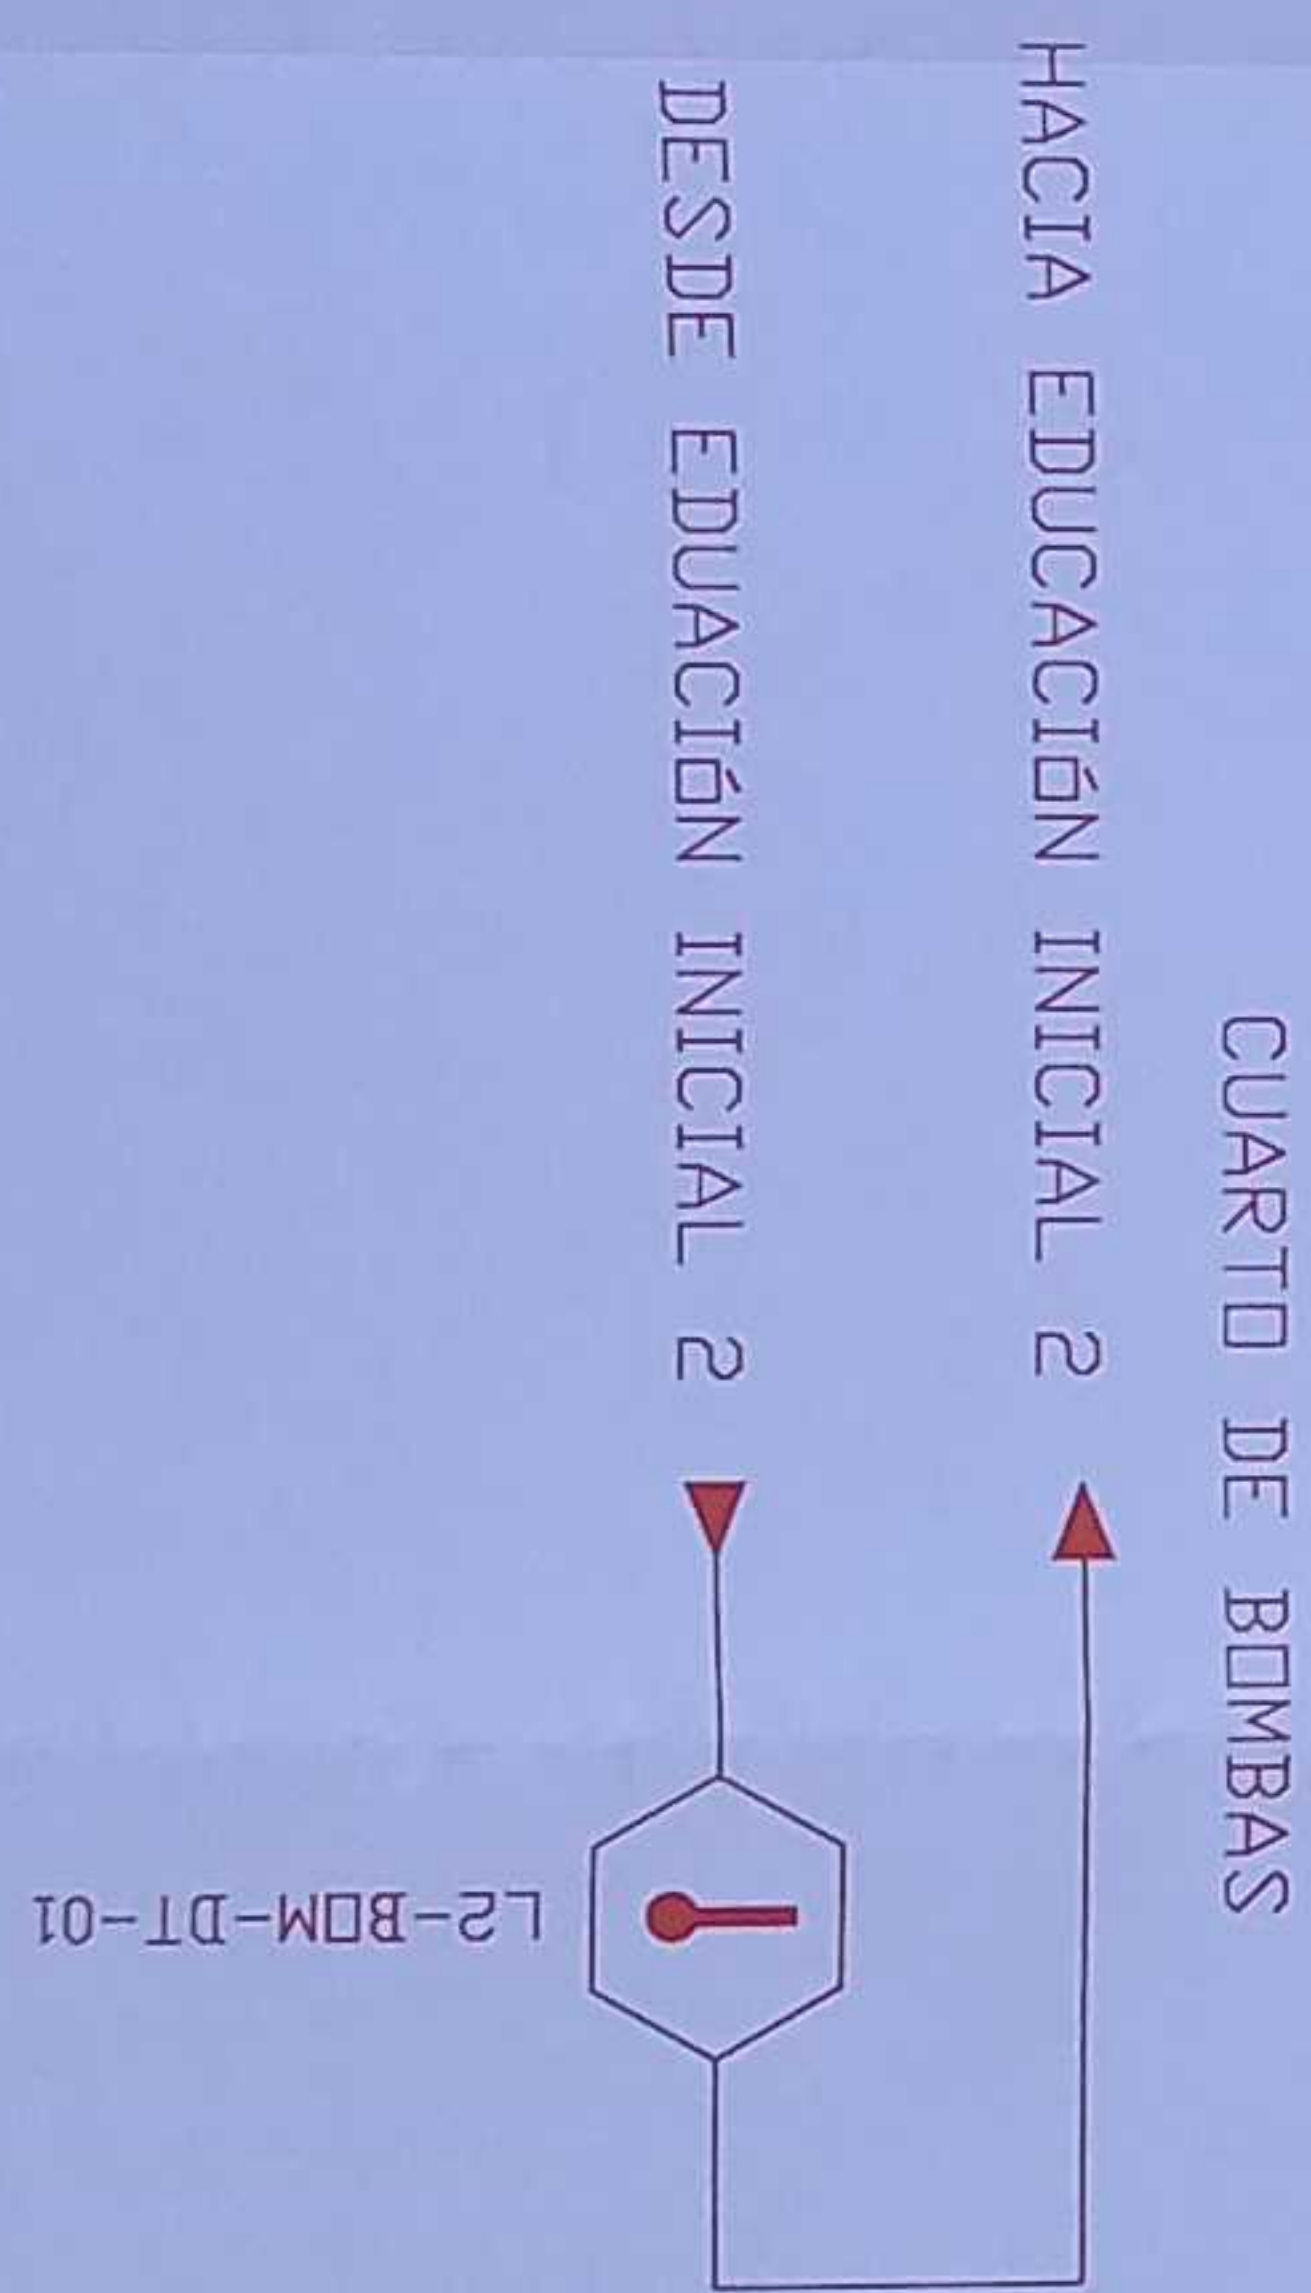 CUARTO DE BOMBAS
HACIA EDUCACIÓN INICIAL 2
DESDE EDUACIÓN INICIAL 2
L2-BOM-DT-01